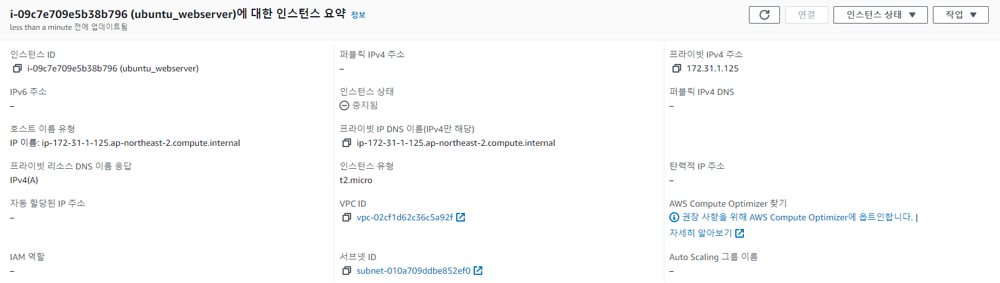 i-09c7e709e5b38b796 (ubuntu_webserver)에 대한 인스턴스 요약 정보
less than a minute 전에 업데이트됨
연결
인스턴스 상태
작업
인스턴스 ID
i-09c7e709e5b38b796 (ubuntu_webserver)
퍼블릭 IPv4 주소
–
프라이빗 IPv4 주소
172.31.1.125
IPv6 주소
–
인스턴스 상태
중지됨
퍼블릭 IPv4 DNS
–
호스트 이름 유형
IP 이름: ip-172-31-1-125.ap-northeast-2.compute.internal
프라이빗 IP DNS 이름(IPv4만 해당)
ip-172-31-1-125.ap-northeast-2.compute.internal
프라이빗 리소스 DNS 이름 응답
IPv4(A)
인스턴스 유형
t2.micro
탄력적 IP 주소
–
자동 할당된 IP 주소
–
VPC ID
vpc-02cf1d62c36c5a92f
AWS Compute Optimizer 찾기
권장 사항을 위해 AWS Compute Optimizer에 옵트인합니다. |
자세히 알아보기
IAM 역할
–
서브넷 ID
subnet-010a709ddbe852ef0
Auto Scaling 그룹 이름
–